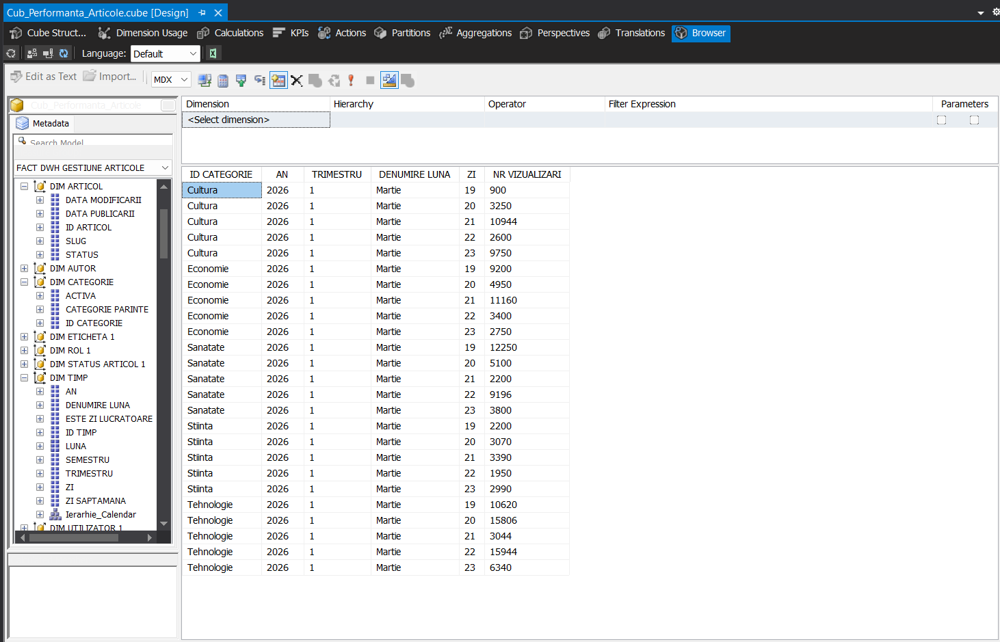 Cub_Performanta_Articole.cube [Design]
Cube Struct... Dimension Usage Calculations KPIs Actions Partitions Aggregations Perspectives Translations Browser
Language: Default
Edit as Text Import... MDX
Cub_Performanta_Articole
Metadata
Search Model
FACT DWH GESTIUNE ARTICOLE
DIM ARTICOL
DATA MODIFICARII
DATA PUBLICARII
ID ARTICOL
SLUG
STATUS
DIM AUTOR
DIM CATEGORIE
ACTIVA
CATEGORIE PARINTE
ID CATEGORIE
DIM ETICHETA 1
DIM ROL 1
DIM STATUS ARTICOL 1
DIM TIMP
AN
DENUMIRE LUNA
ESTE ZI LUCRATOARE
ID TIMP
LUNA
SEMESTRU
TRIMESTRU
ZI
ZI SAPTAMANA
Ierarhie_Calendar
DIM UTILIZATOR 1
Dimension Hierarchy Operator Filter Expression Parameters
<Select dimension>
ID CATEGORIE AN TRIMESTRU DENUMIRE LUNA ZI NR VIZUALIZARI
Cultura 2026 1 Martie 19 900
Cultura 2026 1 Martie 20 3250
Cultura 2026 1 Martie 21 10944
Cultura 2026 1 Martie 22 2600
Cultura 2026 1 Martie 23 9750
Economie 2026 1 Martie 19 9200
Economie 2026 1 Martie 20 4950
Economie 2026 1 Martie 21 11160
Economie 2026 1 Martie 22 3400
Economie 2026 1 Martie 23 2750
Sanatate 2026 1 Martie 19 12250
Sanatate 2026 1 Martie 20 5100
Sanatate 2026 1 Martie 21 2200
Sanatate 2026 1 Martie 22 9196
Sanatate 2026 1 Martie 23 3800
Stiinta 2026 1 Martie 19 2200
Stiinta 2026 1 Martie 20 3070
Stiinta 2026 1 Martie 21 3390
Stiinta 2026 1 Martie 22 1950
Stiinta 2026 1 Martie 23 2990
Tehnologie 2026 1 Martie 19 10620
Tehnologie 2026 1 Martie 20 15806
Tehnologie 2026 1 Martie 21 3044
Tehnologie 2026 1 Martie 22 15944
Tehnologie 2026 1 Martie 23 6340